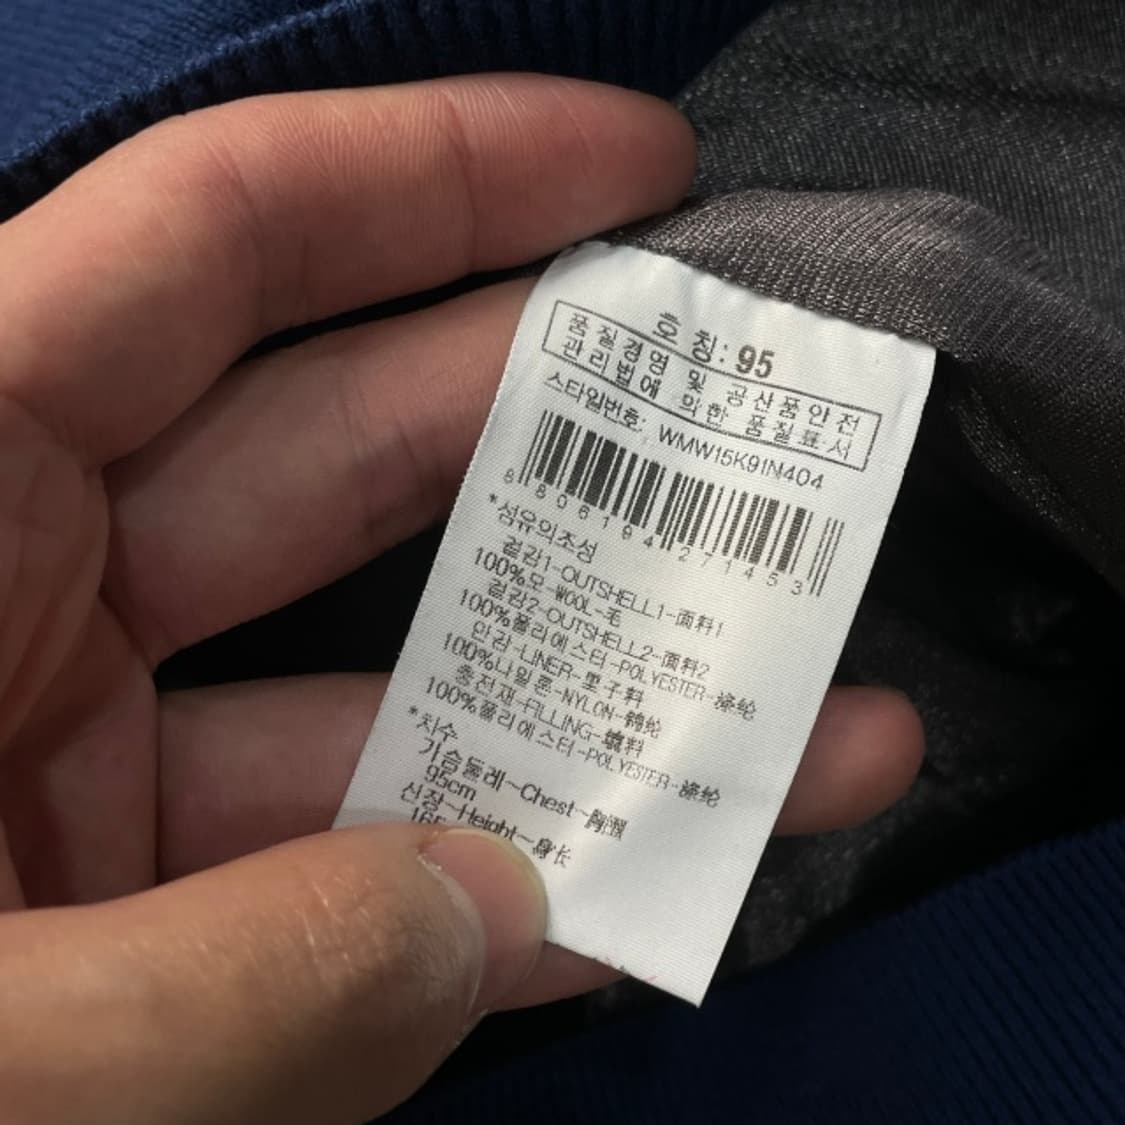 호 칭: 95
품질경영 및 공산품안전
관리법에 의한 품질표시
스타일번호: WMW15K91N404
8 806194 271453
*섬유의조성
겉감1-OUTSHELL1-面料1
100%모-WOOL-毛
겉감2-OUTSHELL2-面料2
100%폴리에스터-POLYESTER-涤纶
안감-LINER-里子料
100%나일론-NYLON-锦纶
충전재-FILLING-填料
100%폴리에스터-POLYESTER-涤纶
*치수
가슴둘레~Chest~胸围
95cm
신장~Height~身长